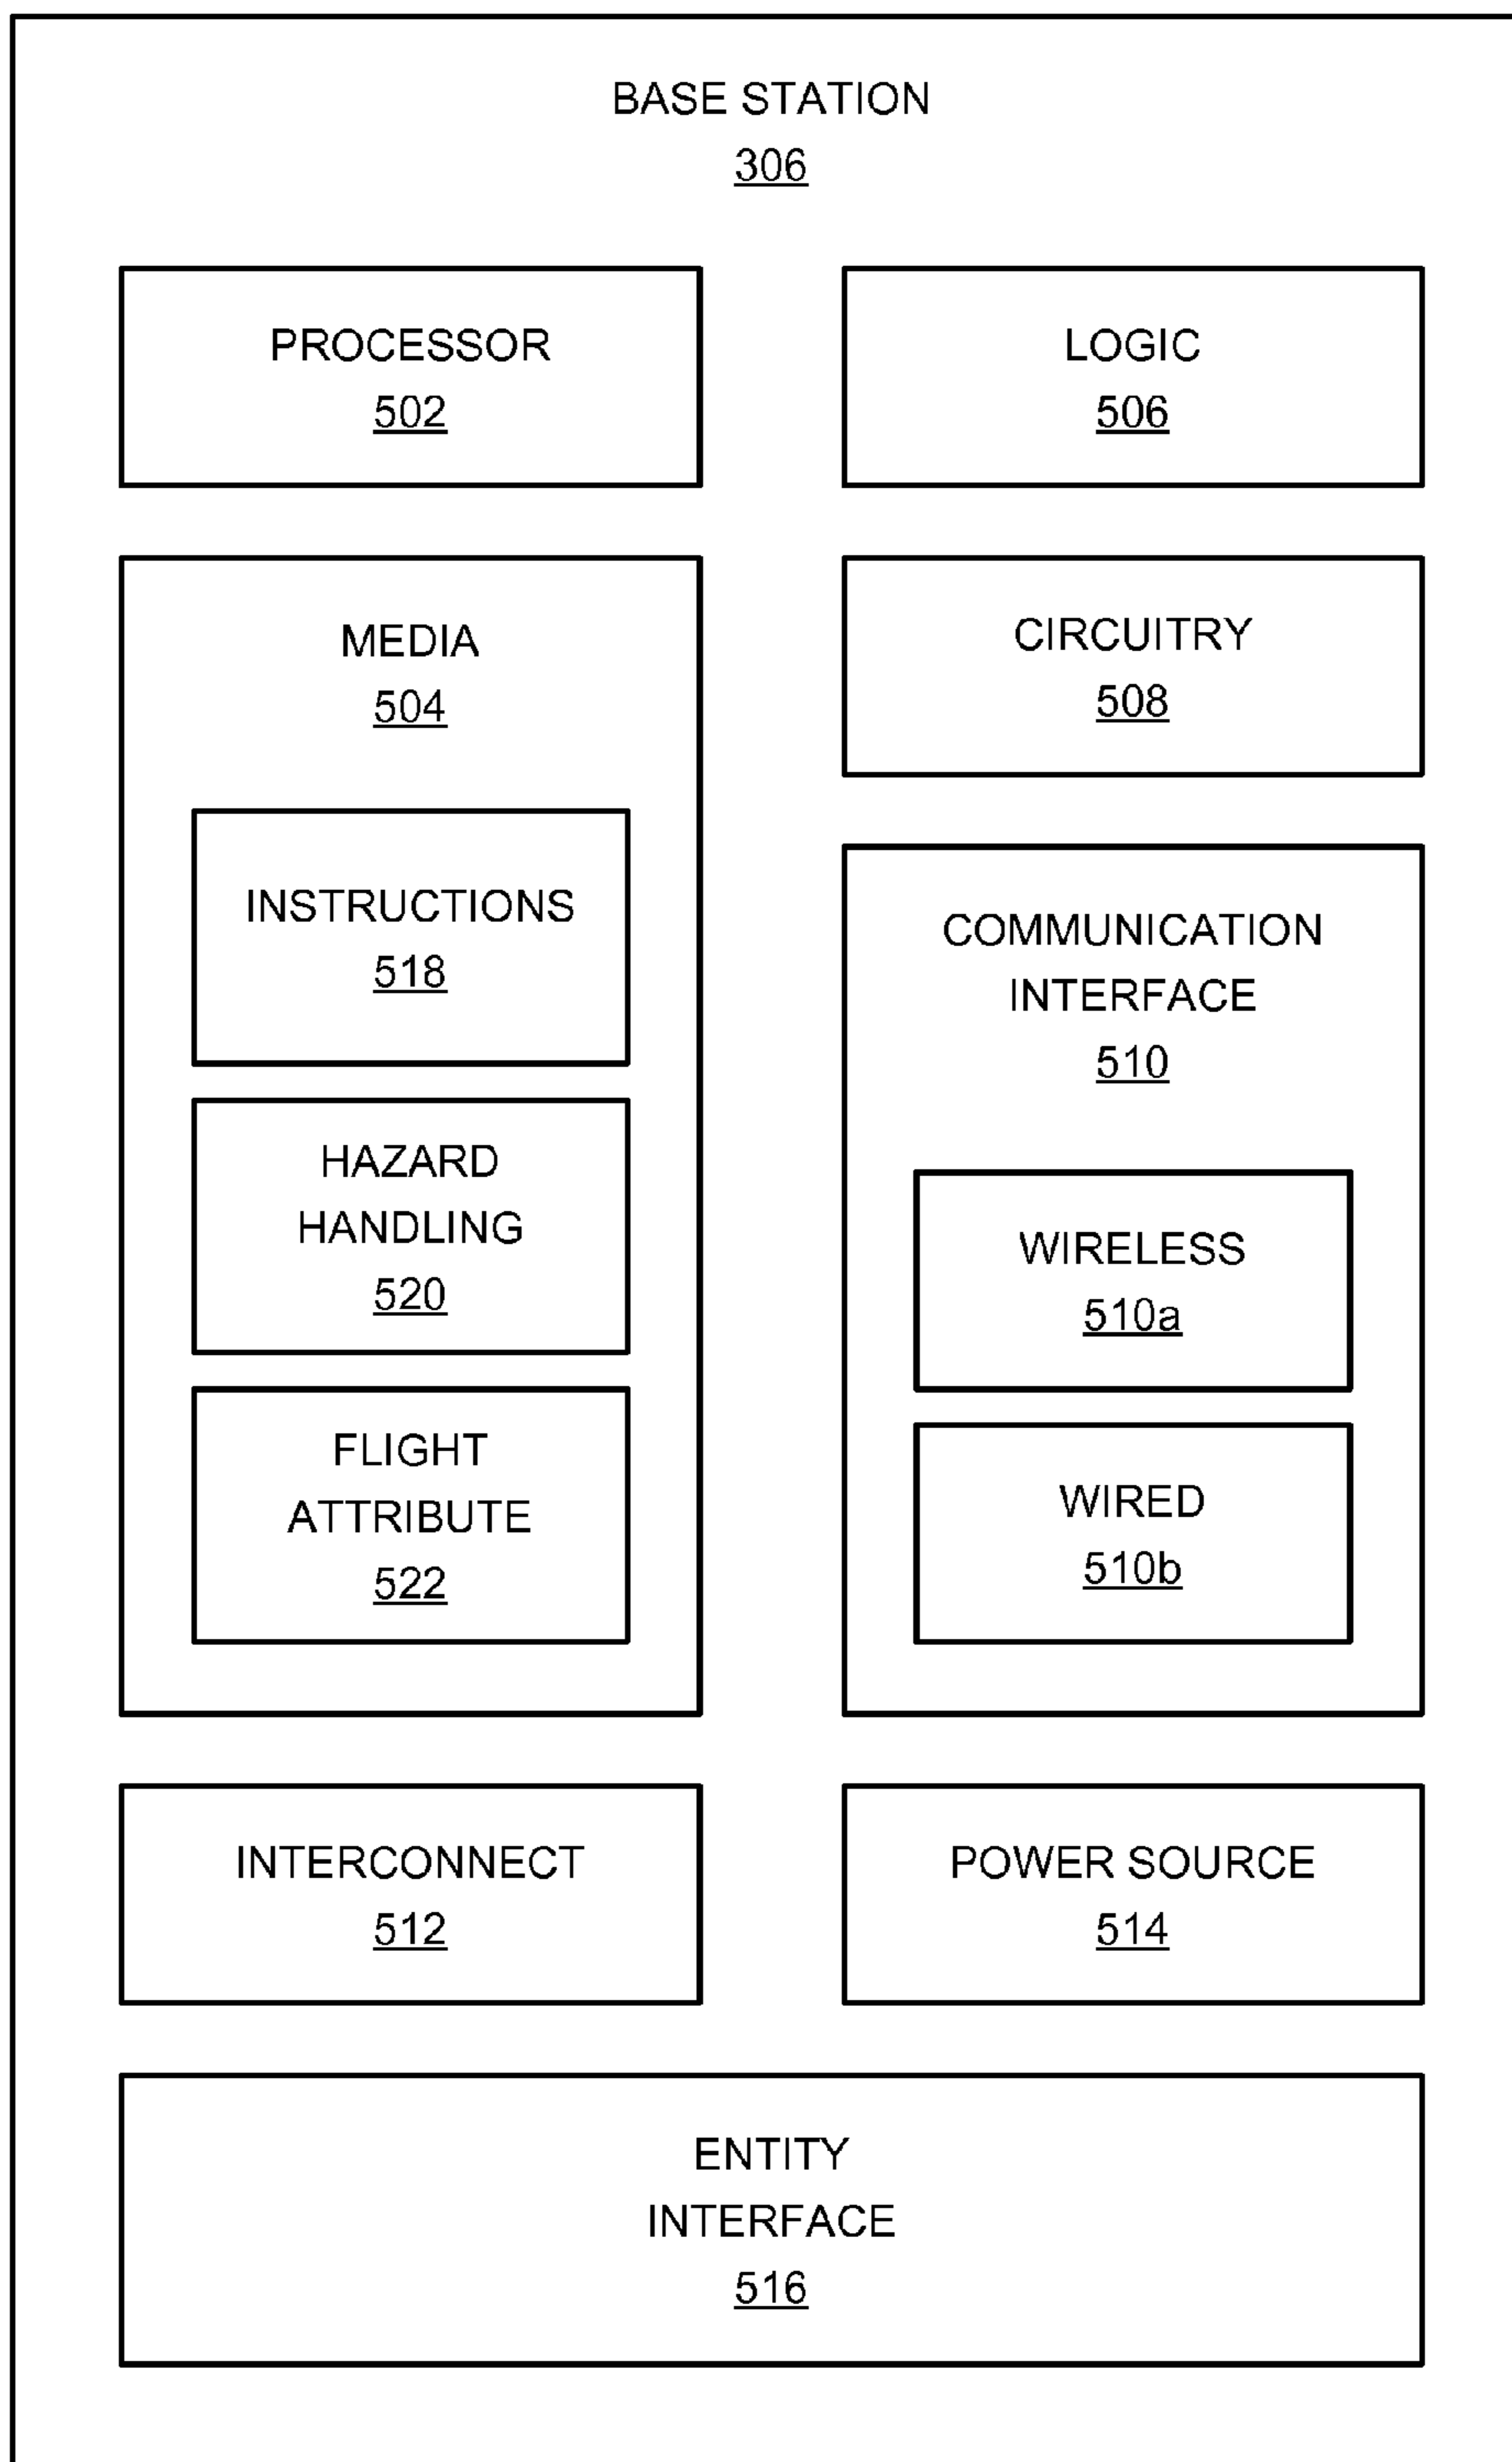 BASE STATION
306
PROCESSOR
502
LOGIC
506
MEDIA
504
INSTRUCTIONS
518
HAZARD
HANDLING
520
FLIGHT
ATTRIBUTE
522
CIRCUITRY
508
COMMUNICATION
INTERFACE
510
WIRELESS
510a
WIRED
510b
INTERCONNECT
512
POWER SOURCE
514
ENTITY
INTERFACE
516